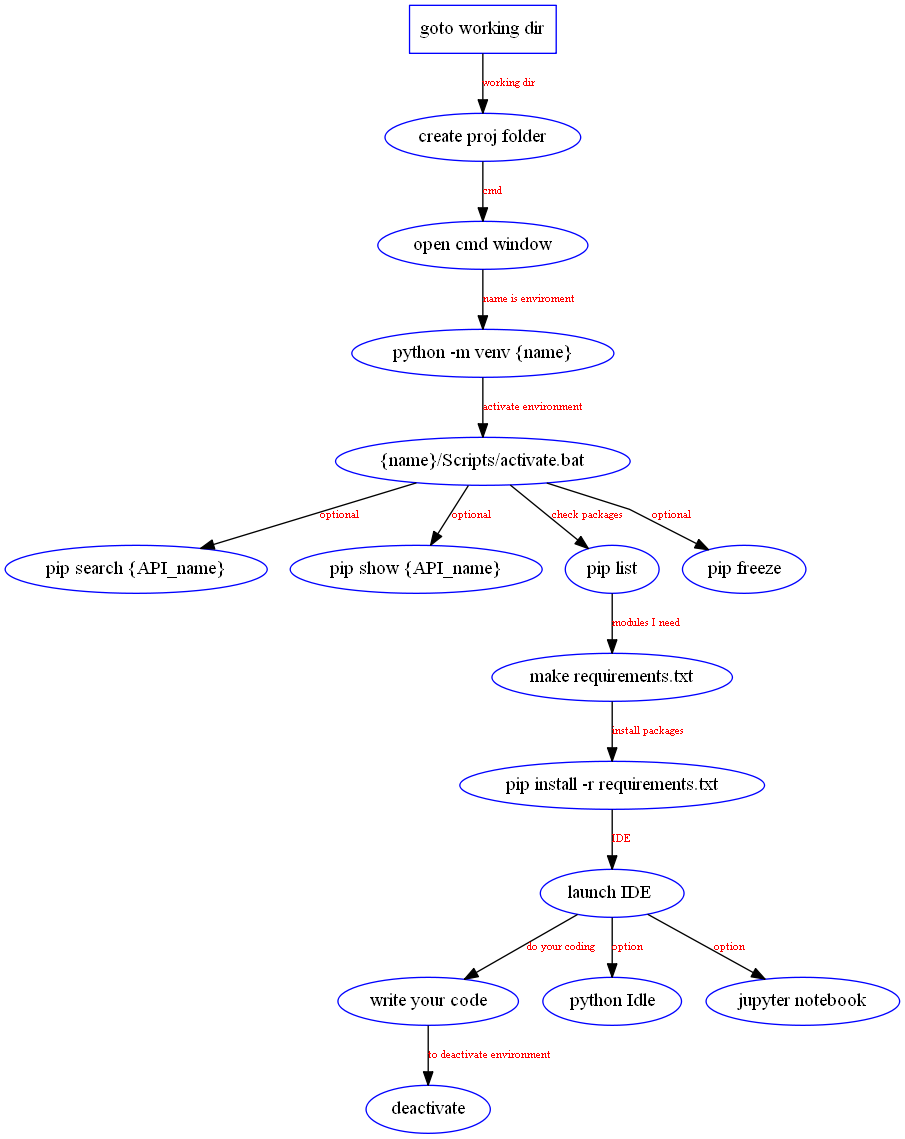 goto working dir
working dir
create proj folder
cmd
open cmd window
name is enviroment
python -m venv {name}
activate environment
{name}/Scripts/activate.bat
optional
optional
check packages
optional
pip search {API_name}
pip show {API_name}
pip list
pip freeze
modules I need
make requirements.txt
install packages
pip install -r requirements.txt
IDE
launch IDE
do your coding
option
option
write your code
python Idle
jupyter notebook
to deactivate environment
deactivate